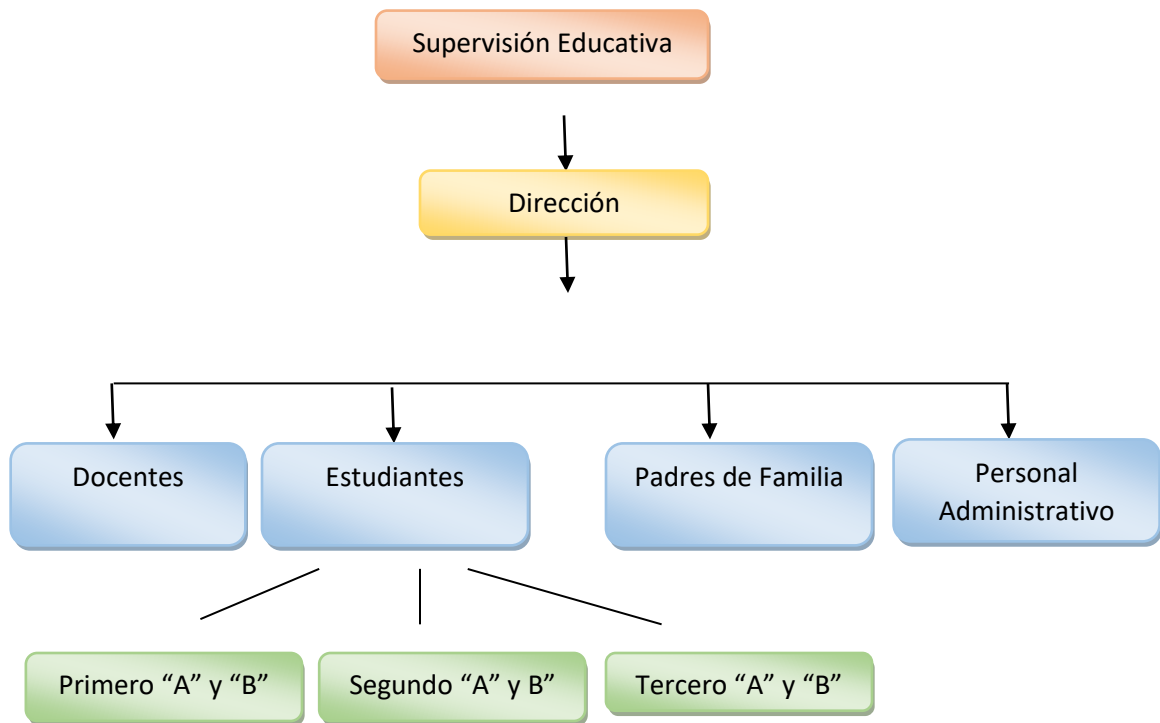 Supervisión Educativa
Dirección
Docentes
Estudiantes
Padres de Familia
Personal
Administrativo
Primero “A” y “B”
Segundo “A” y B”
Tercero “A” y “B”